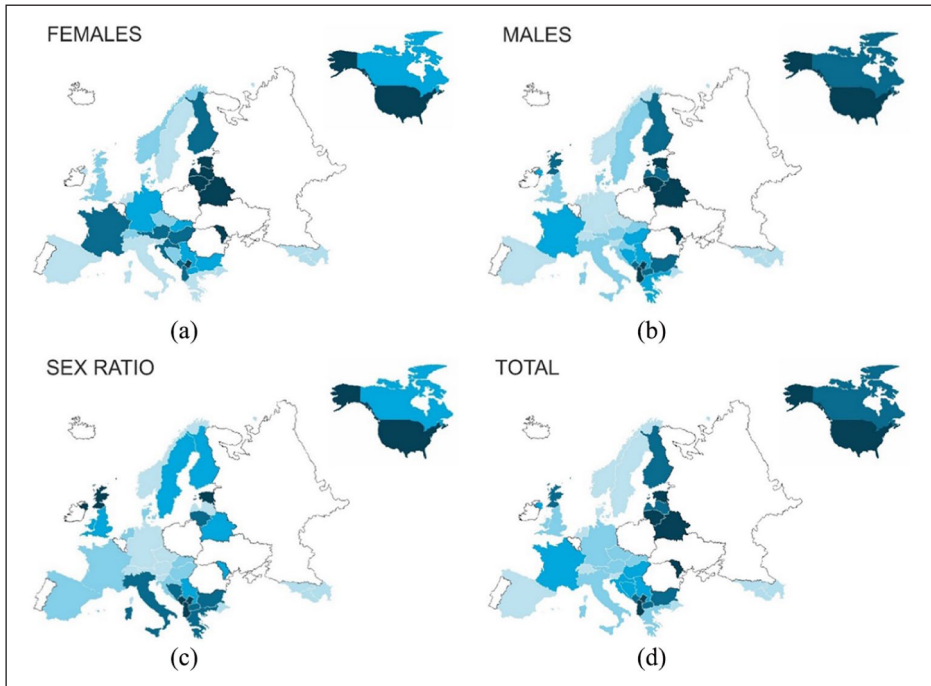 FEMALES
MALES
(a)
(b)
SEX RATIO
TOTAL
(c)
(d)